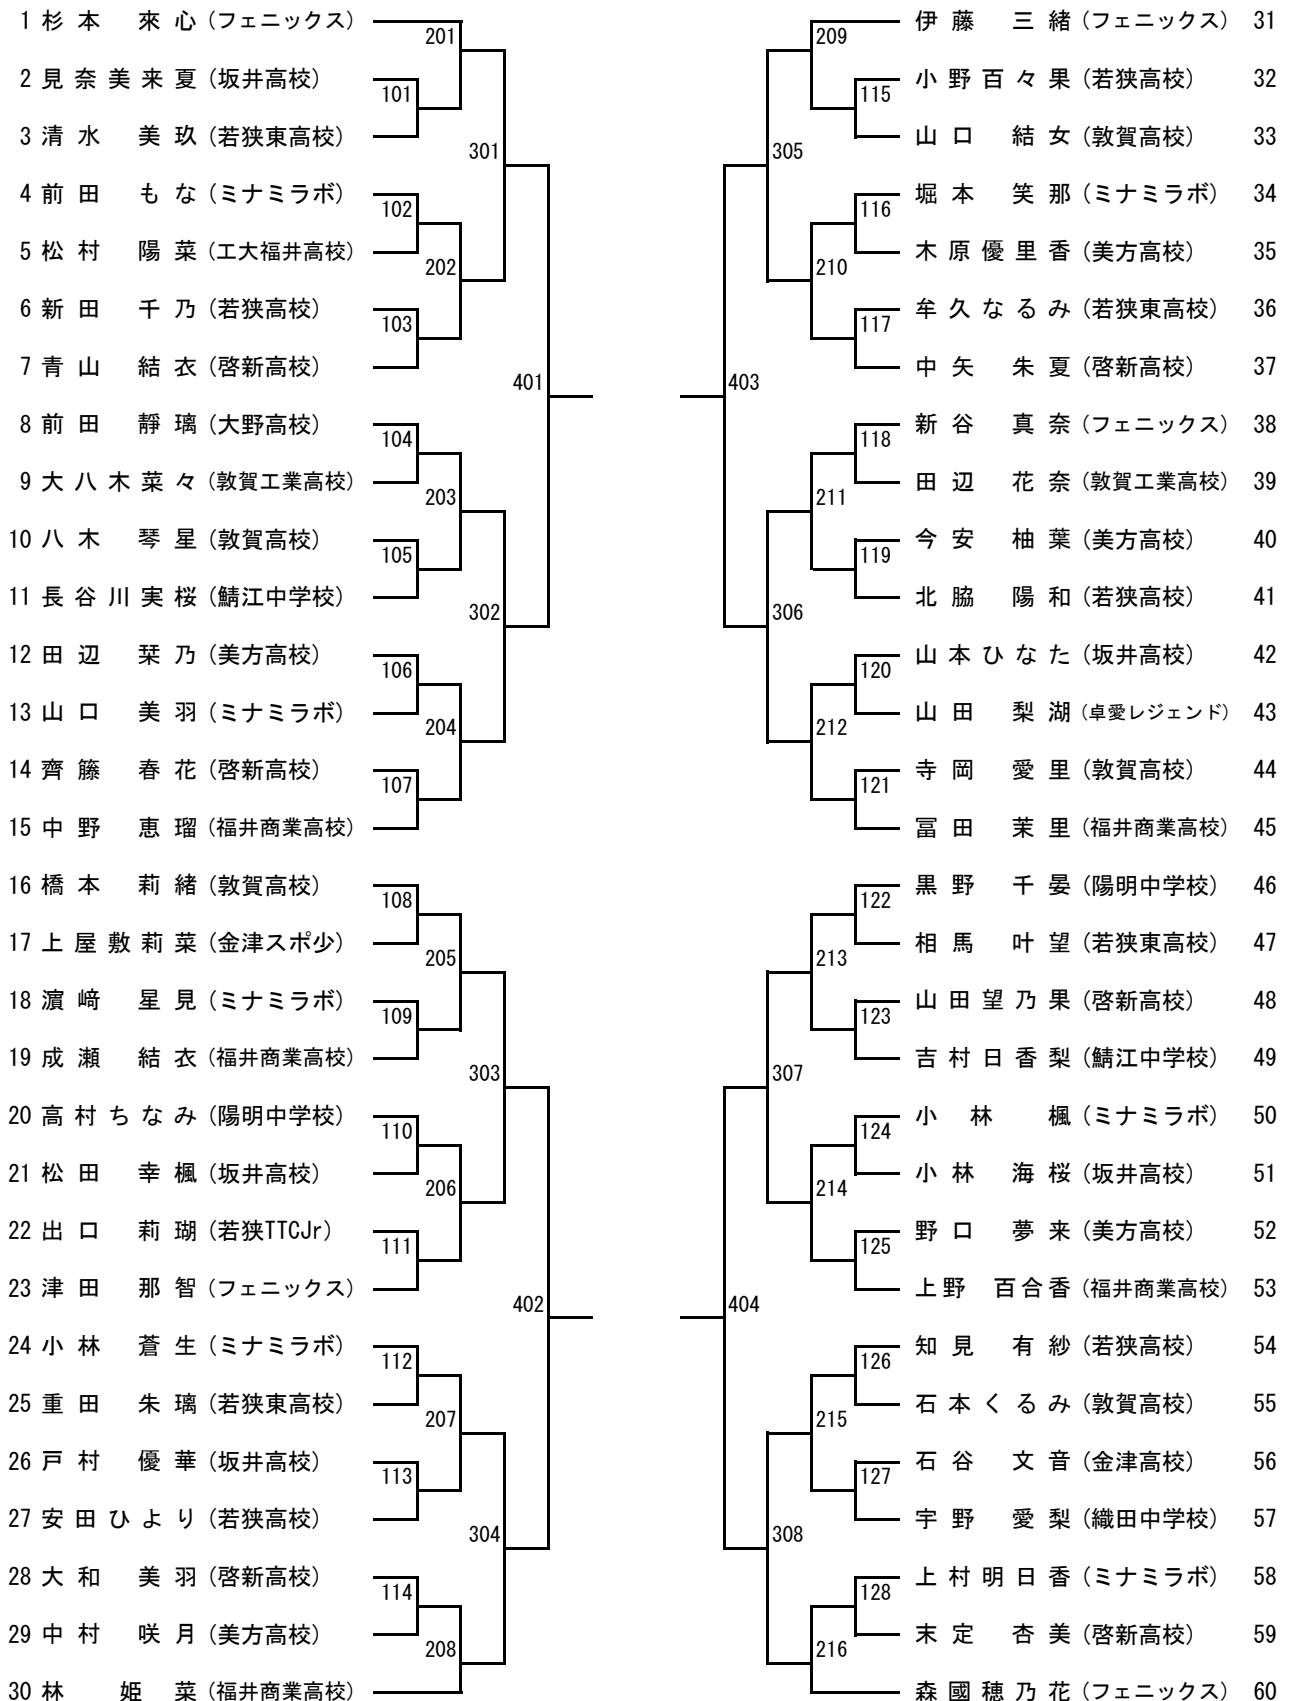 1 杉本 來心 (フェニックス)
2 見奈美来夏 (坂井高校)
3 清水 美玖 (若狭東高校)
4 前田 もな (ミナミラボ)
5 松村 陽菜 (工大福井高校)
6 新田 千乃 (若狭高校)
7 青山 結衣 (啓新高校)
8 前田 靜璃 (大野高校)
9 大八木菜々 (敦賀工業高校)
10 八木 琴星 (敦賀高校)
11 長谷川実桜 (鯖江中学校)
12 田辺 栞乃 (美方高校)
13 山口 美羽 (ミナミラボ)
14 齊籐 春花 (啓新高校)
15 中野 恵瑠 (福井商業高校)
16 橋本 莉緒 (敦賀高校)
17 上屋敷莉菜 (金津スポ少)
18 濵﨑 星見 (ミナミラボ)
19 成瀬 結衣 (福井商業高校)
20 高村ちなみ (陽明中学校)
21 松田 幸楓 (坂井高校)
22 出口 莉瑚 (若狭TTCJr)
23 津田 那智 (フェニックス)
24 小林 蒼生 (ミナミラボ)
25 重田 朱璃 (若狭東高校)
26 戸村 優華 (坂井高校)
27 安田ひより (若狭高校)
28 大和 美羽 (啓新高校)
29 中村 咲月 (美方高校)
30 林 姫菜 (福井商業高校)
101
102
103
104
105
106
107
108
109
110
111
112
113
114
201
202
203
204
205
206
207
208
301
302
303
304
401
402
403
404
305
306
307
308
209
210
211
212
213
214
215
216
115
116
117
118
119
120
121
122
123
124
125
126
127
128
伊藤 三緒 (フェニックス) 31
小野百々果 (若狭高校) 32
山口 結女 (敦賀高校) 33
堀本 笑那 (ミナミラボ) 34
木原優里香 (美方高校) 35
牟久なるみ (若狭東高校) 36
中矢 朱夏 (啓新高校) 37
新谷 真奈 (フェニックス) 38
田辺 花奈 (敦賀工業高校) 39
今安 柚葉 (美方高校) 40
北脇 陽和 (若狭高校) 41
山本ひなた (坂井高校) 42
山田 梨湖 (卓愛レジェンド) 43
寺岡 愛里 (敦賀高校) 44
冨田 茉里 (福井商業高校) 45
黒野 千晏 (陽明中学校) 46
相馬 叶望 (若狭東高校) 47
山田望乃果 (啓新高校) 48
吉村日香梨 (鯖江中学校) 49
小林 楓 (ミナミラボ) 50
小林 海桜 (坂井高校) 51
野口 夢来 (美方高校) 52
上野 百合香 (福井商業高校) 53
知見 有紗 (若狭高校) 54
石本くるみ (敦賀高校) 55
石谷 文音 (金津高校) 56
宇野 愛梨 (織田中学校) 57
上村明日香 (ミナミラボ) 58
末定 杏美 (啓新高校) 59
森國穂乃花 (フェニックス) 60